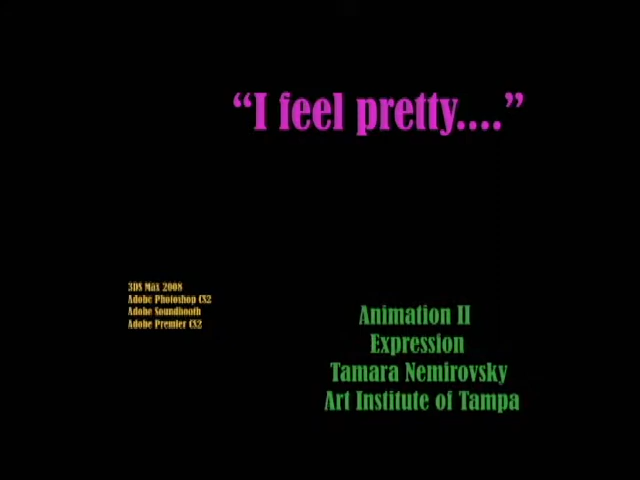 “I feel pretty....”
3DS Max 2008
Adobe Photoshop CS2
Adobe Soundbooth
Adobe Premier CS2
Animation II
Expression
Tamara Nemirovsky
Art Institute of Tampa